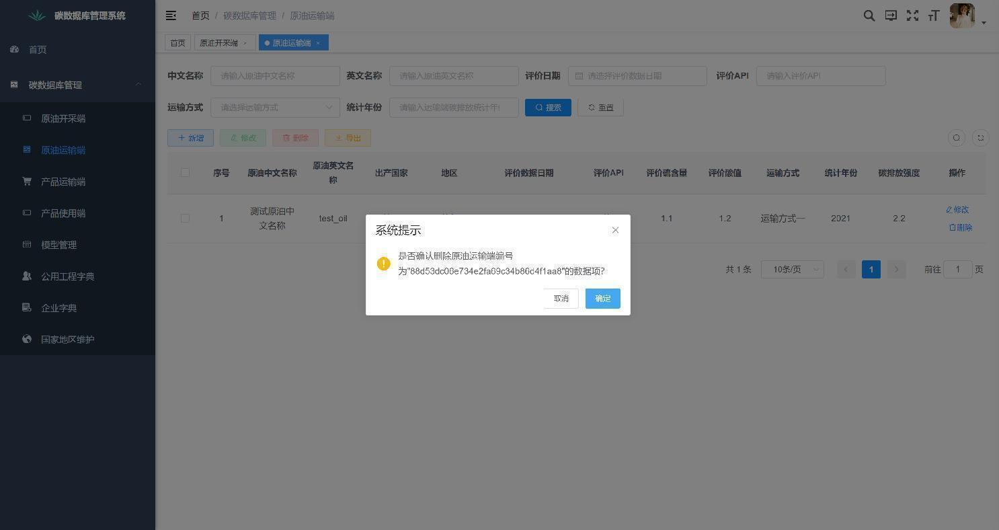 碳数据库管理系统
首页
碳数据库管理
原油开采端
原油运输端
产品运输端
产品使用端
模型管理
公用工程字典
企业字典
国家地区维护
首页 / 碳数据库管理 / 原油运输端
首页 原油开采端 × 原油运输端 ×
中文名称 请输入原油中文名称 英文名称 请输入原油英文名称 评价日期 请选择评价数据日期 评价API 请输入评价API
运输方式 请选择运输方式 统计年份 请输入运输端碳排放统计年份 搜索 重置
+ 新增 修改 删除 导出
序号 原油中文名称 原油英文名称 出产国家 地区 评价数据日期 评价API 评价硫含量 评价酸值 运输方式 统计年份 碳排放强度 操作
1 测试原油中文名称 test_oil 1.1 1.2 运输方式一 2021 2.2 修改
删除
系统提示
是否确认删除原油运输端编号
为"88d53dc06e734e2fa69c34b86d4f1aa8"的数据项?
取消 确定
共 1 条 10条/页 < 1 > 前往 1 页